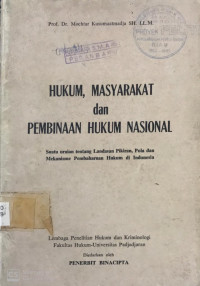 Prof. Dr. Mochtar Kusumaatmadja SH. LL.M.
HUKUM, MASYARAKAT
dan
PEMBINAAN HUKUM NASIONAL
Suatu uraian tentang Landasan Pikiran, Pola dan
Mekanisme Pembaharuan Hukum di Indonesia
Lembaga Penelitian Hukum dan Kriminologi
Fakultas Hukum-Universitas Padjadjaran
Diedarkan oleh
PENERBIT BINACIPTA